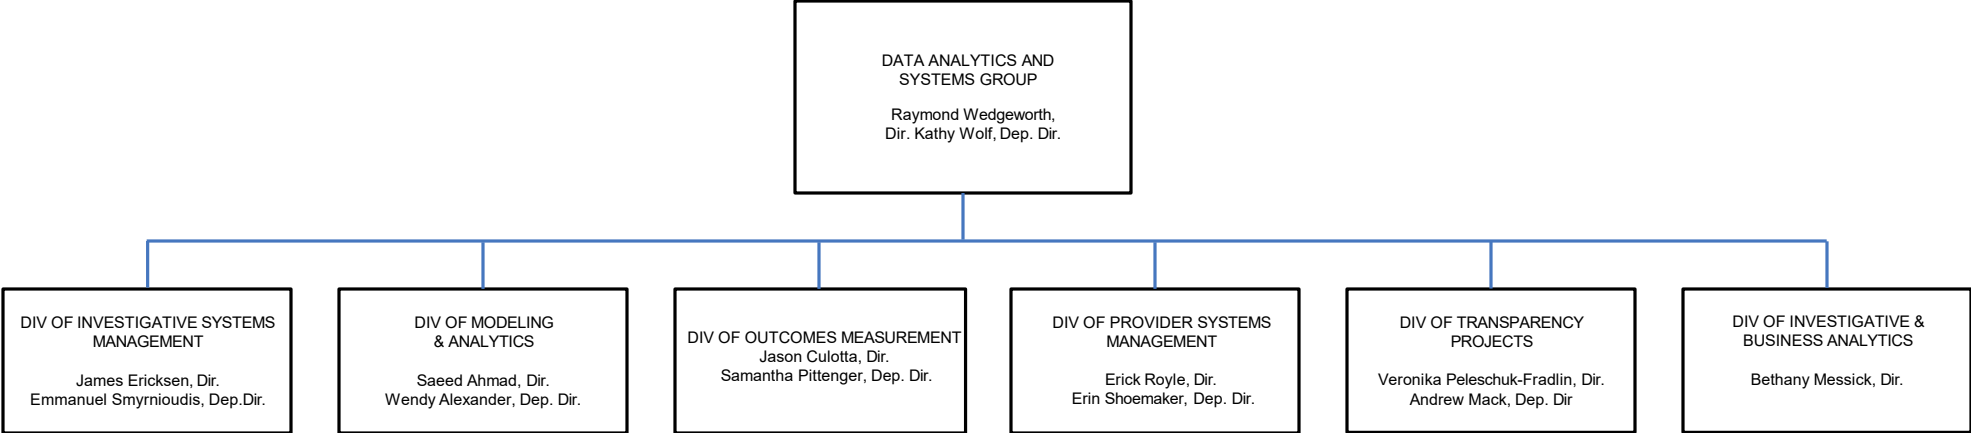 DATA ANALYTICS AND
SYSTEMS GROUP
Raymond Wedgeworth,
Dir. Kathy Wolf, Dep. Dir.
DIV OF INVESTIGATIVE SYSTEMS
MANAGEMENT
James Ericksen, Dir.
Emmanuel Smyrnioudis, Dep.Dir.
DIV OF MODELING
& ANALYTICS
Saeed Ahmad, Dir.
Wendy Alexander, Dep. Dir.
DIV OF OUTCOMES MEASUREMENT
Jason Culotta, Dir.
Samantha Pittenger, Dep. Dir.
DIV OF PROVIDER SYSTEMS
MANAGEMENT
Erick Royle, Dir.
Erin Shoemaker, Dep. Dir.
DIV OF TRANSPARENCY
PROJECTS
Veronika Peleschuk-Fradlin, Dir.
Andrew Mack, Dep. Dir
DIV OF INVESTIGATIVE &
BUSINESS ANALYTICS
Bethany Messick, Dir.